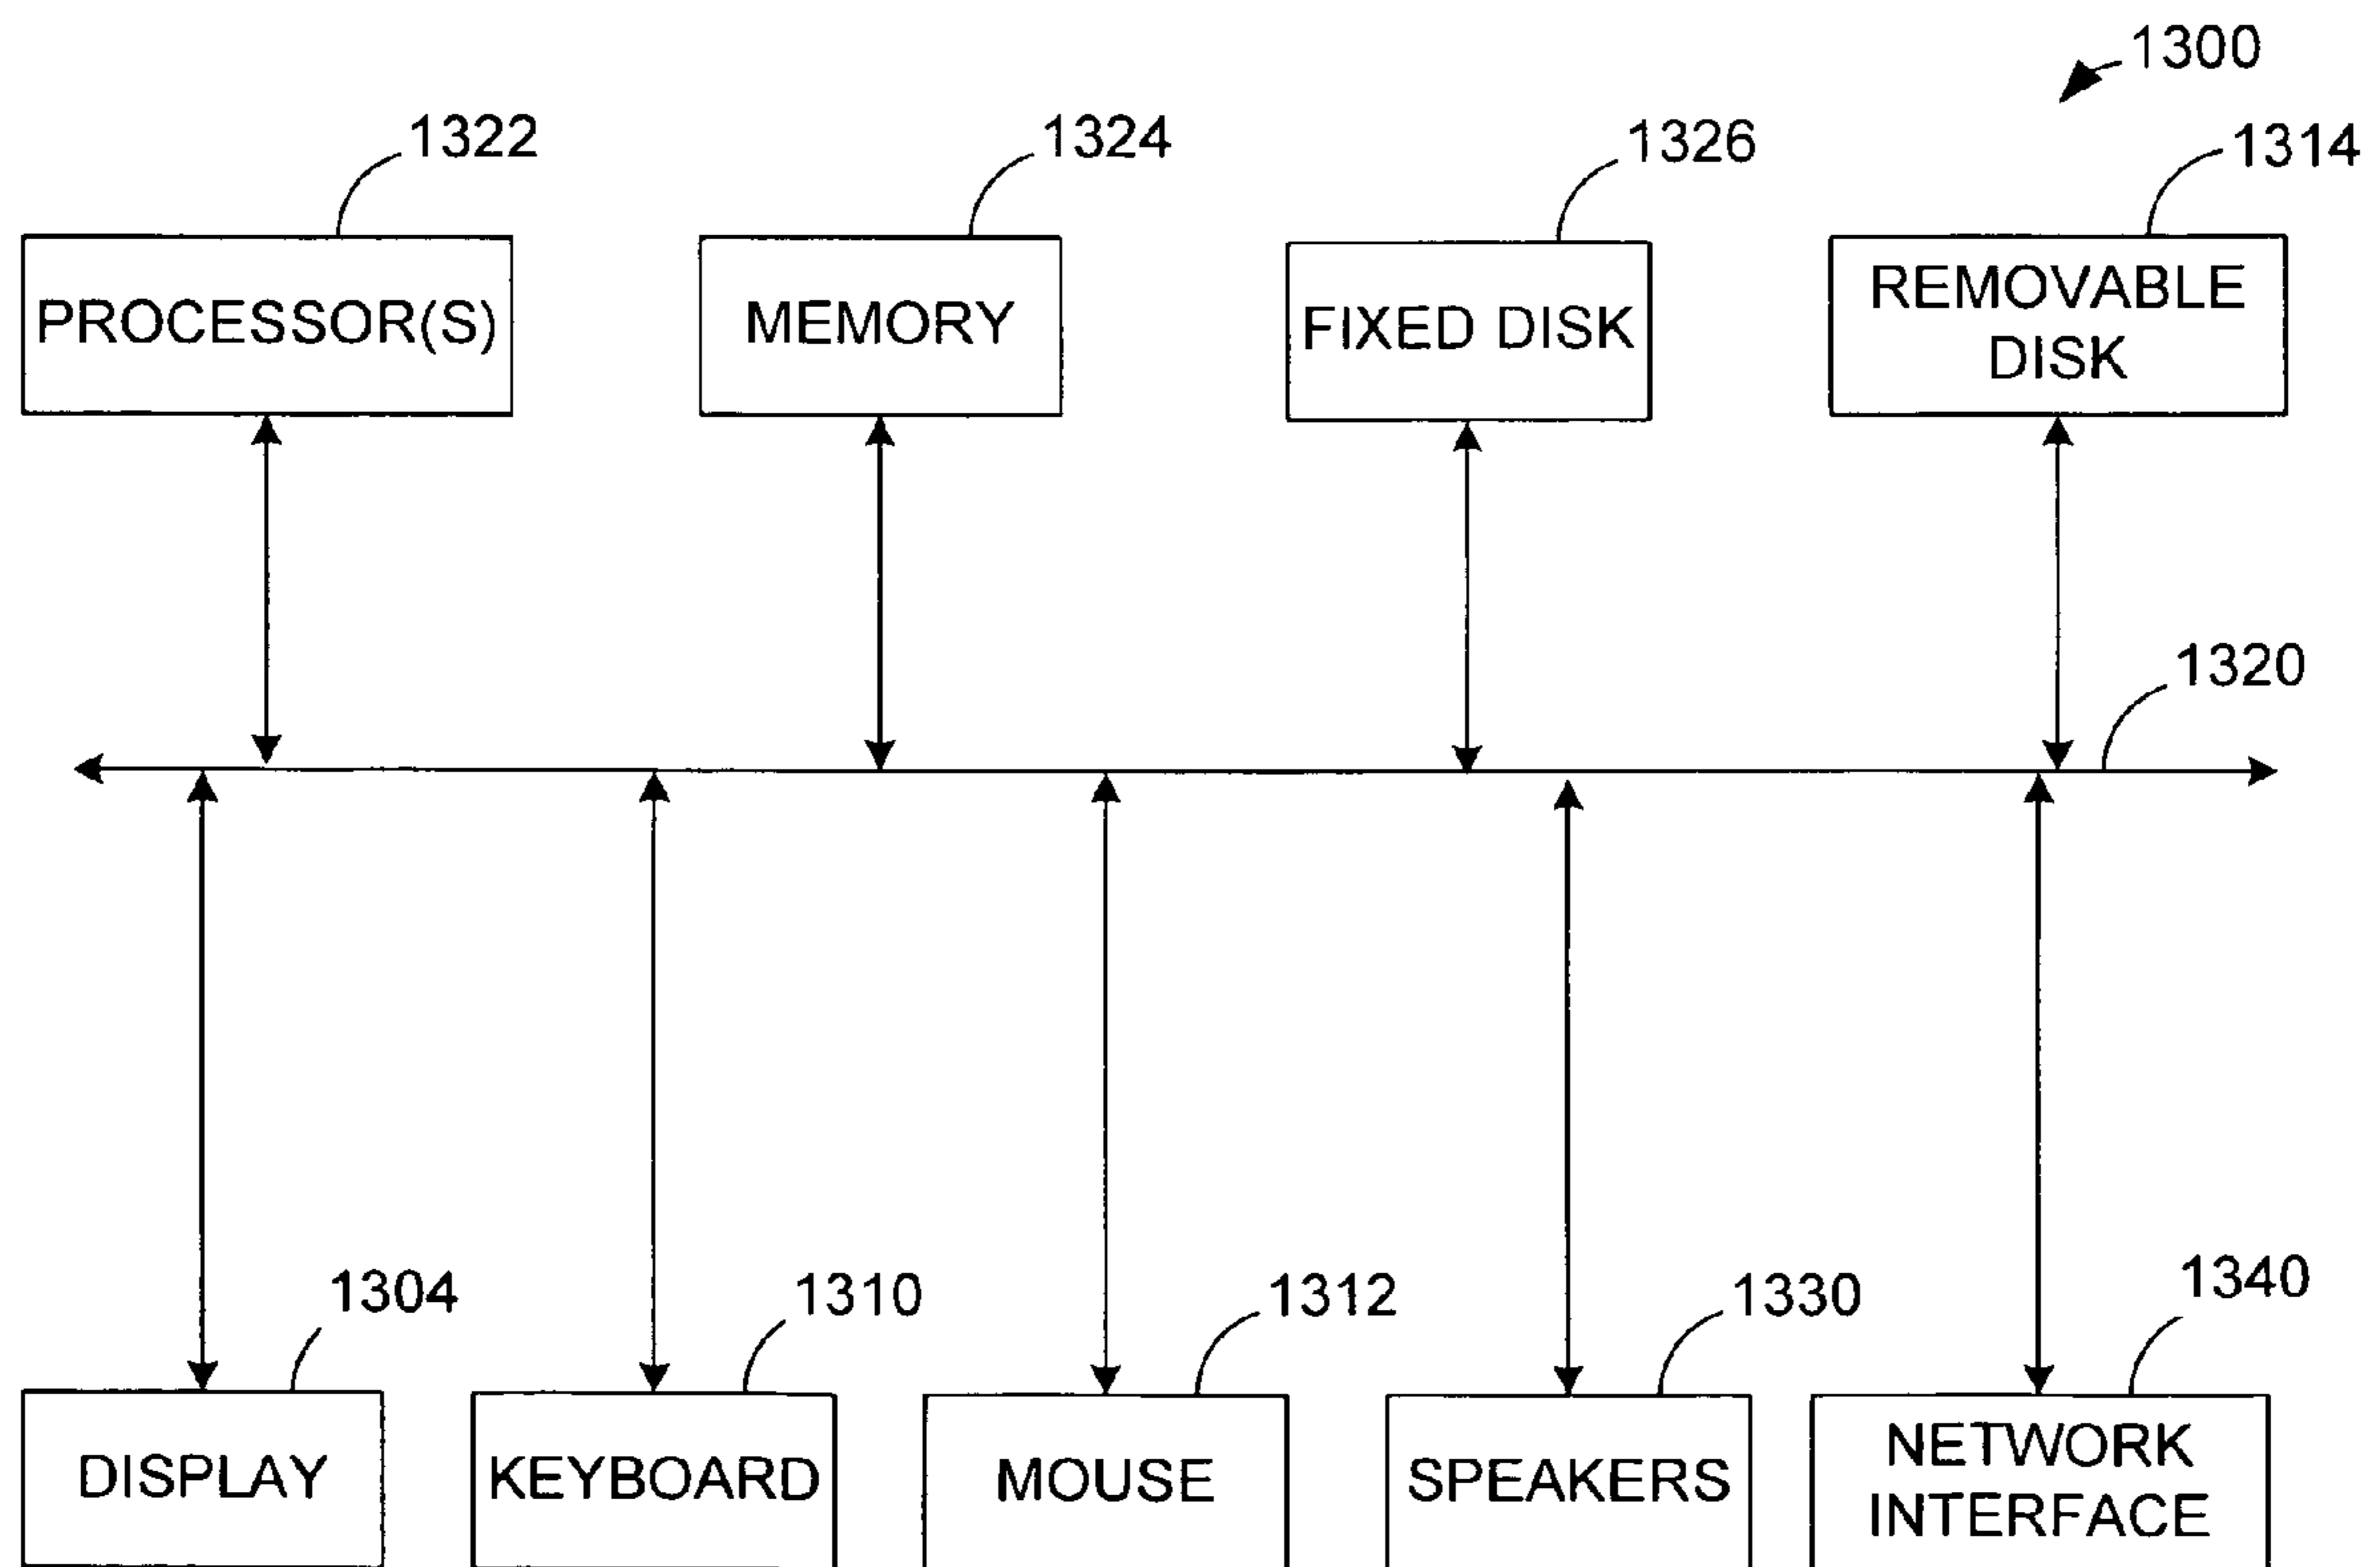 1300
1322
1324
1326
1314
PROCESSOR(S)
MEMORY
FIXED DISK
REMOVABLE
DISK
1320
1304
1310
1312
1330
1340
DISPLAY
KEYBOARD
MOUSE
SPEAKERS
NETWORK
INTERFACE